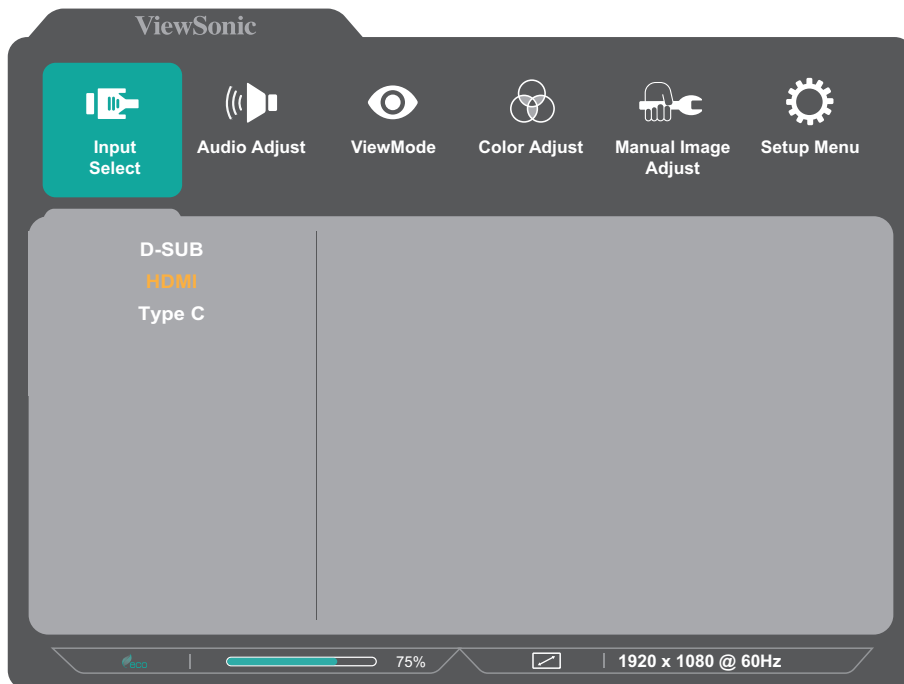 ViewSonic
Input Select
Audio Adjust
ViewMode
Color Adjust
Manual Image Adjust
Setup Menu
D-SUB
HDMI
Type C
ECO
75%
1920 x 1080 @ 60Hz